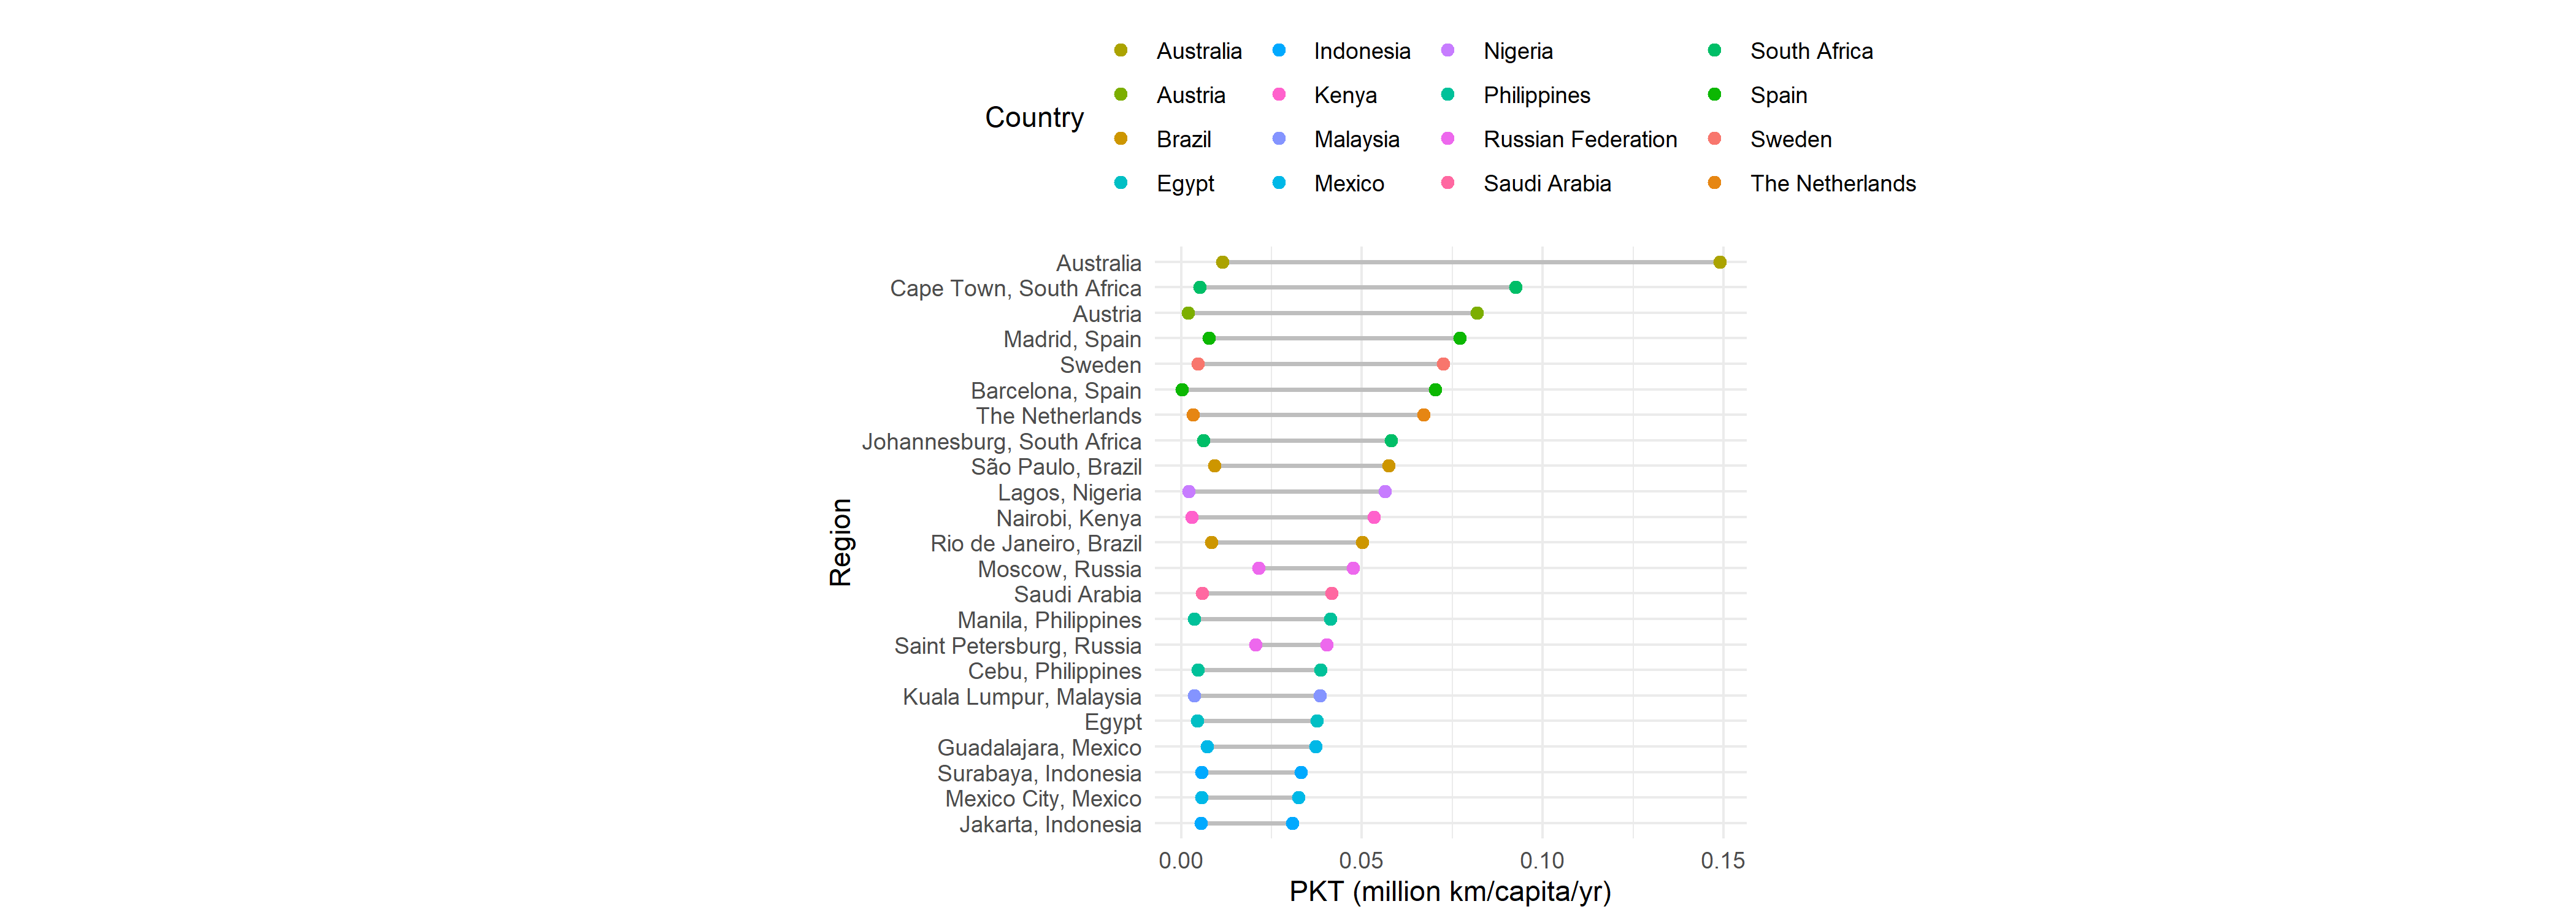 Country
Australia Indonesia Nigeria South Africa
Austria Kenya Philippines Spain
Brazil Malaysia Russian Federation Sweden
Egypt Mexico Saudi Arabia The Netherlands
Region
Australia
Cape Town, South Africa
Austria
Madrid, Spain
Sweden
Barcelona, Spain
The Netherlands
Johannesburg, South Africa
São Paulo, Brazil
Lagos, Nigeria
Nairobi, Kenya
Rio de Janeiro, Brazil
Moscow, Russia
Saudi Arabia
Manila, Philippines
Saint Petersburg, Russia
Cebu, Philippines
Kuala Lumpur, Malaysia
Egypt
Guadalajara, Mexico
Surabaya, Indonesia
Mexico City, Mexico
Jakarta, Indonesia
0.00 0.05 0.10 0.15
PKT (million km/capita/yr)